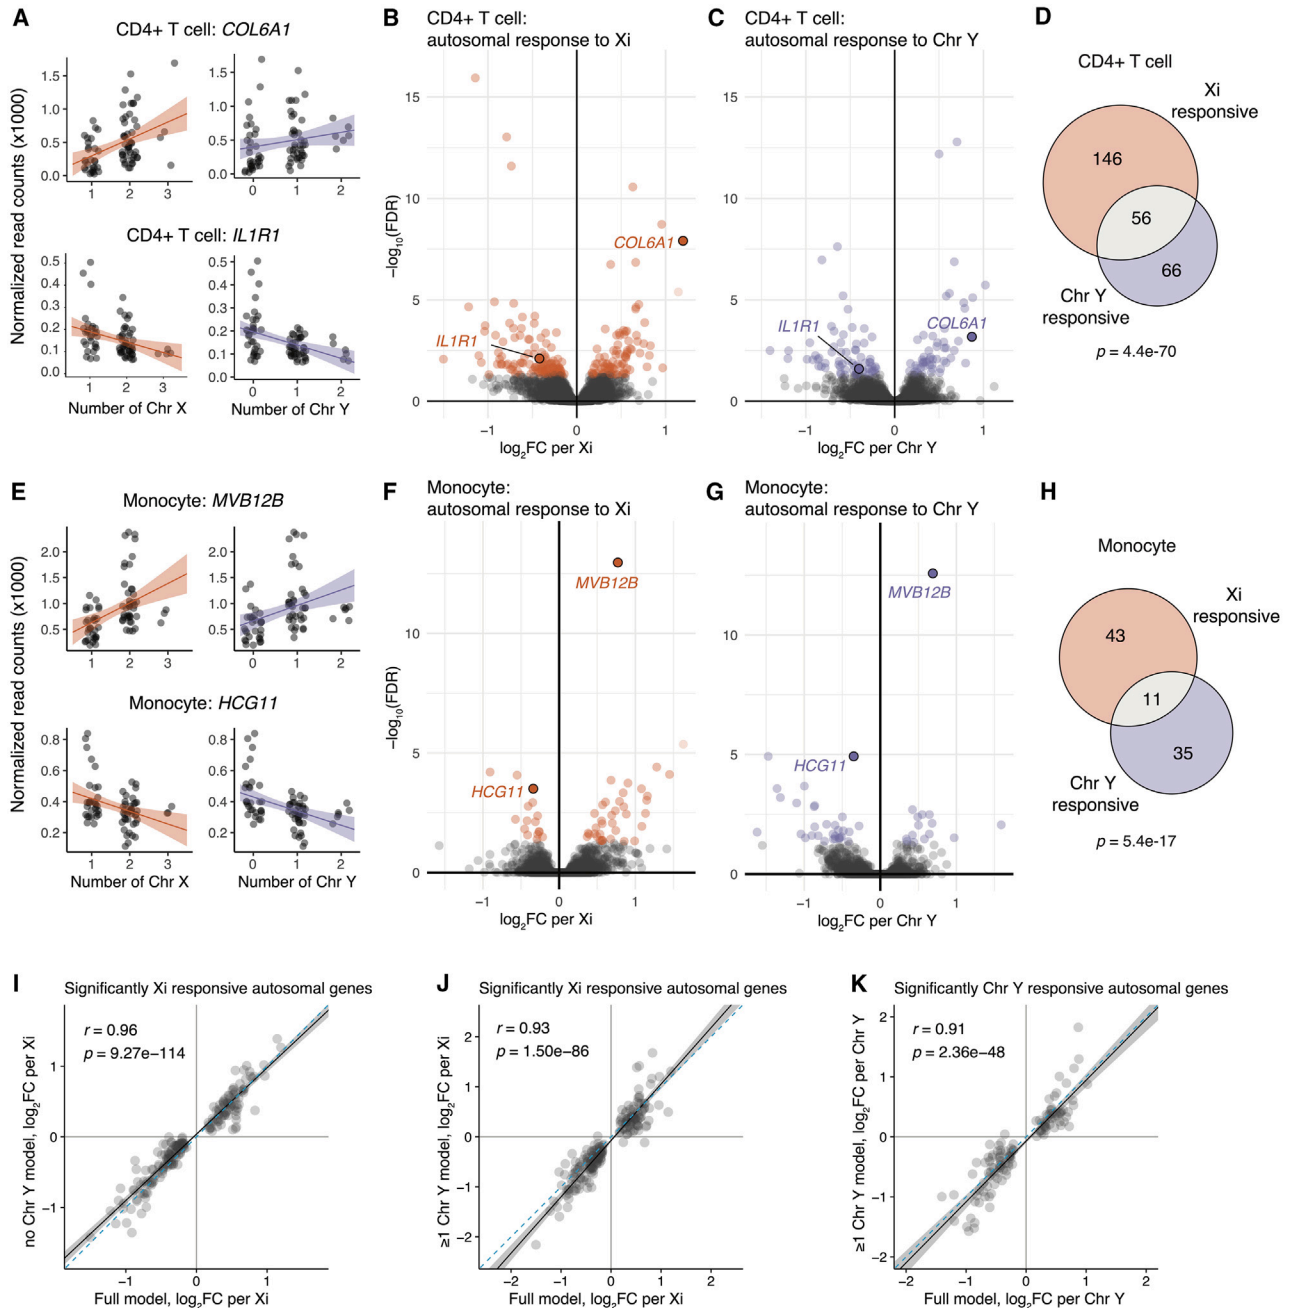 A
CD4+ T cell: COL6A1
Normalized read counts (x1000)
1.5
1.0
0.5
0.0
1 2 3
1.5
1.0
0.5
0.0
0 1 2
CD4+ T cell: IL1R1
0.5
0.4
0.3
0.2
0.1
0.0
1 2 3
Number of Chr X
0.5
0.4
0.3
0.2
0.1
0.0
0 1 2
Number of Chr Y
B
CD4+ T cell:
autosomal response to Xi
−log10(FDR)
15
10
5
0
COL6A1
IL1R1
−1 0 1
log2FC per Xi
C
CD4+ T cell:
autosomal response to Chr Y
15
10
5
0
IL1R1
COL6A1
−1 0 1
log2FC per Chr Y
D
CD4+ T cell
Xi
responsive
146
56
66
Chr Y
responsive
p = 4.4e-70
E
Monocyte: MVB12B
Normalized read counts (x1000)
2.0
1.5
1.0
0.5
1 2 3
2.0
1.5
1.0
0.5
0 1 2
Monocyte: HCG11
0.8
0.6
0.4
0.2
1 2 3
Number of Chr X
0.8
0.6
0.4
0.2
0 1 2
Number of Chr Y
F
Monocyte:
autosomal response to Xi
−log10(FDR)
10
5
0
MVB12B
HCG11
−1 0 1
log2FC per Xi
G
Monocyte:
autosomal response to Chr Y
10
5
0
MVB12B
HCG11
−1 0 1
log2FC per Chr Y
H
Monocyte
Xi
responsive
43
11
35
Chr Y
responsive
p = 5.4e-17
I
Significantly Xi responsive autosomal genes
r = 0.96
p = 9.27e−114
no Chr Y model, log2FC per Xi
1
0
−1
−1 0 1
Full model, log2FC per Xi
J
Significantly Xi responsive autosomal genes
r = 0.93
p = 1.50e−86
≥1 Chr Y model, log2FC per Xi
2
1
0
−1
−2
−2 −1 0 1 2
Full model, log2FC per Xi
K
Significantly Chr Y responsive autosomal genes
r = 0.91
p = 2.36e−48
≥1 Chr Y model, log2FC per Chr Y
2
1
0
−1
−2
−2 −1 0 1 2
Full model, log2FC per Chr Y